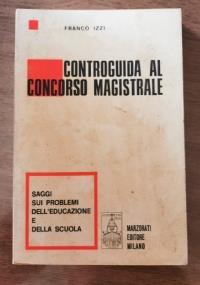 FRANCO IZZI
CONTROGUIDA AL
CONCORSO MAGISTRALE
SAGGI
SUI PROBLEMI
DELL'EDUCAZIONE
E
DELLA SCUOLA
MARZORATI
EDITORE
MILANO